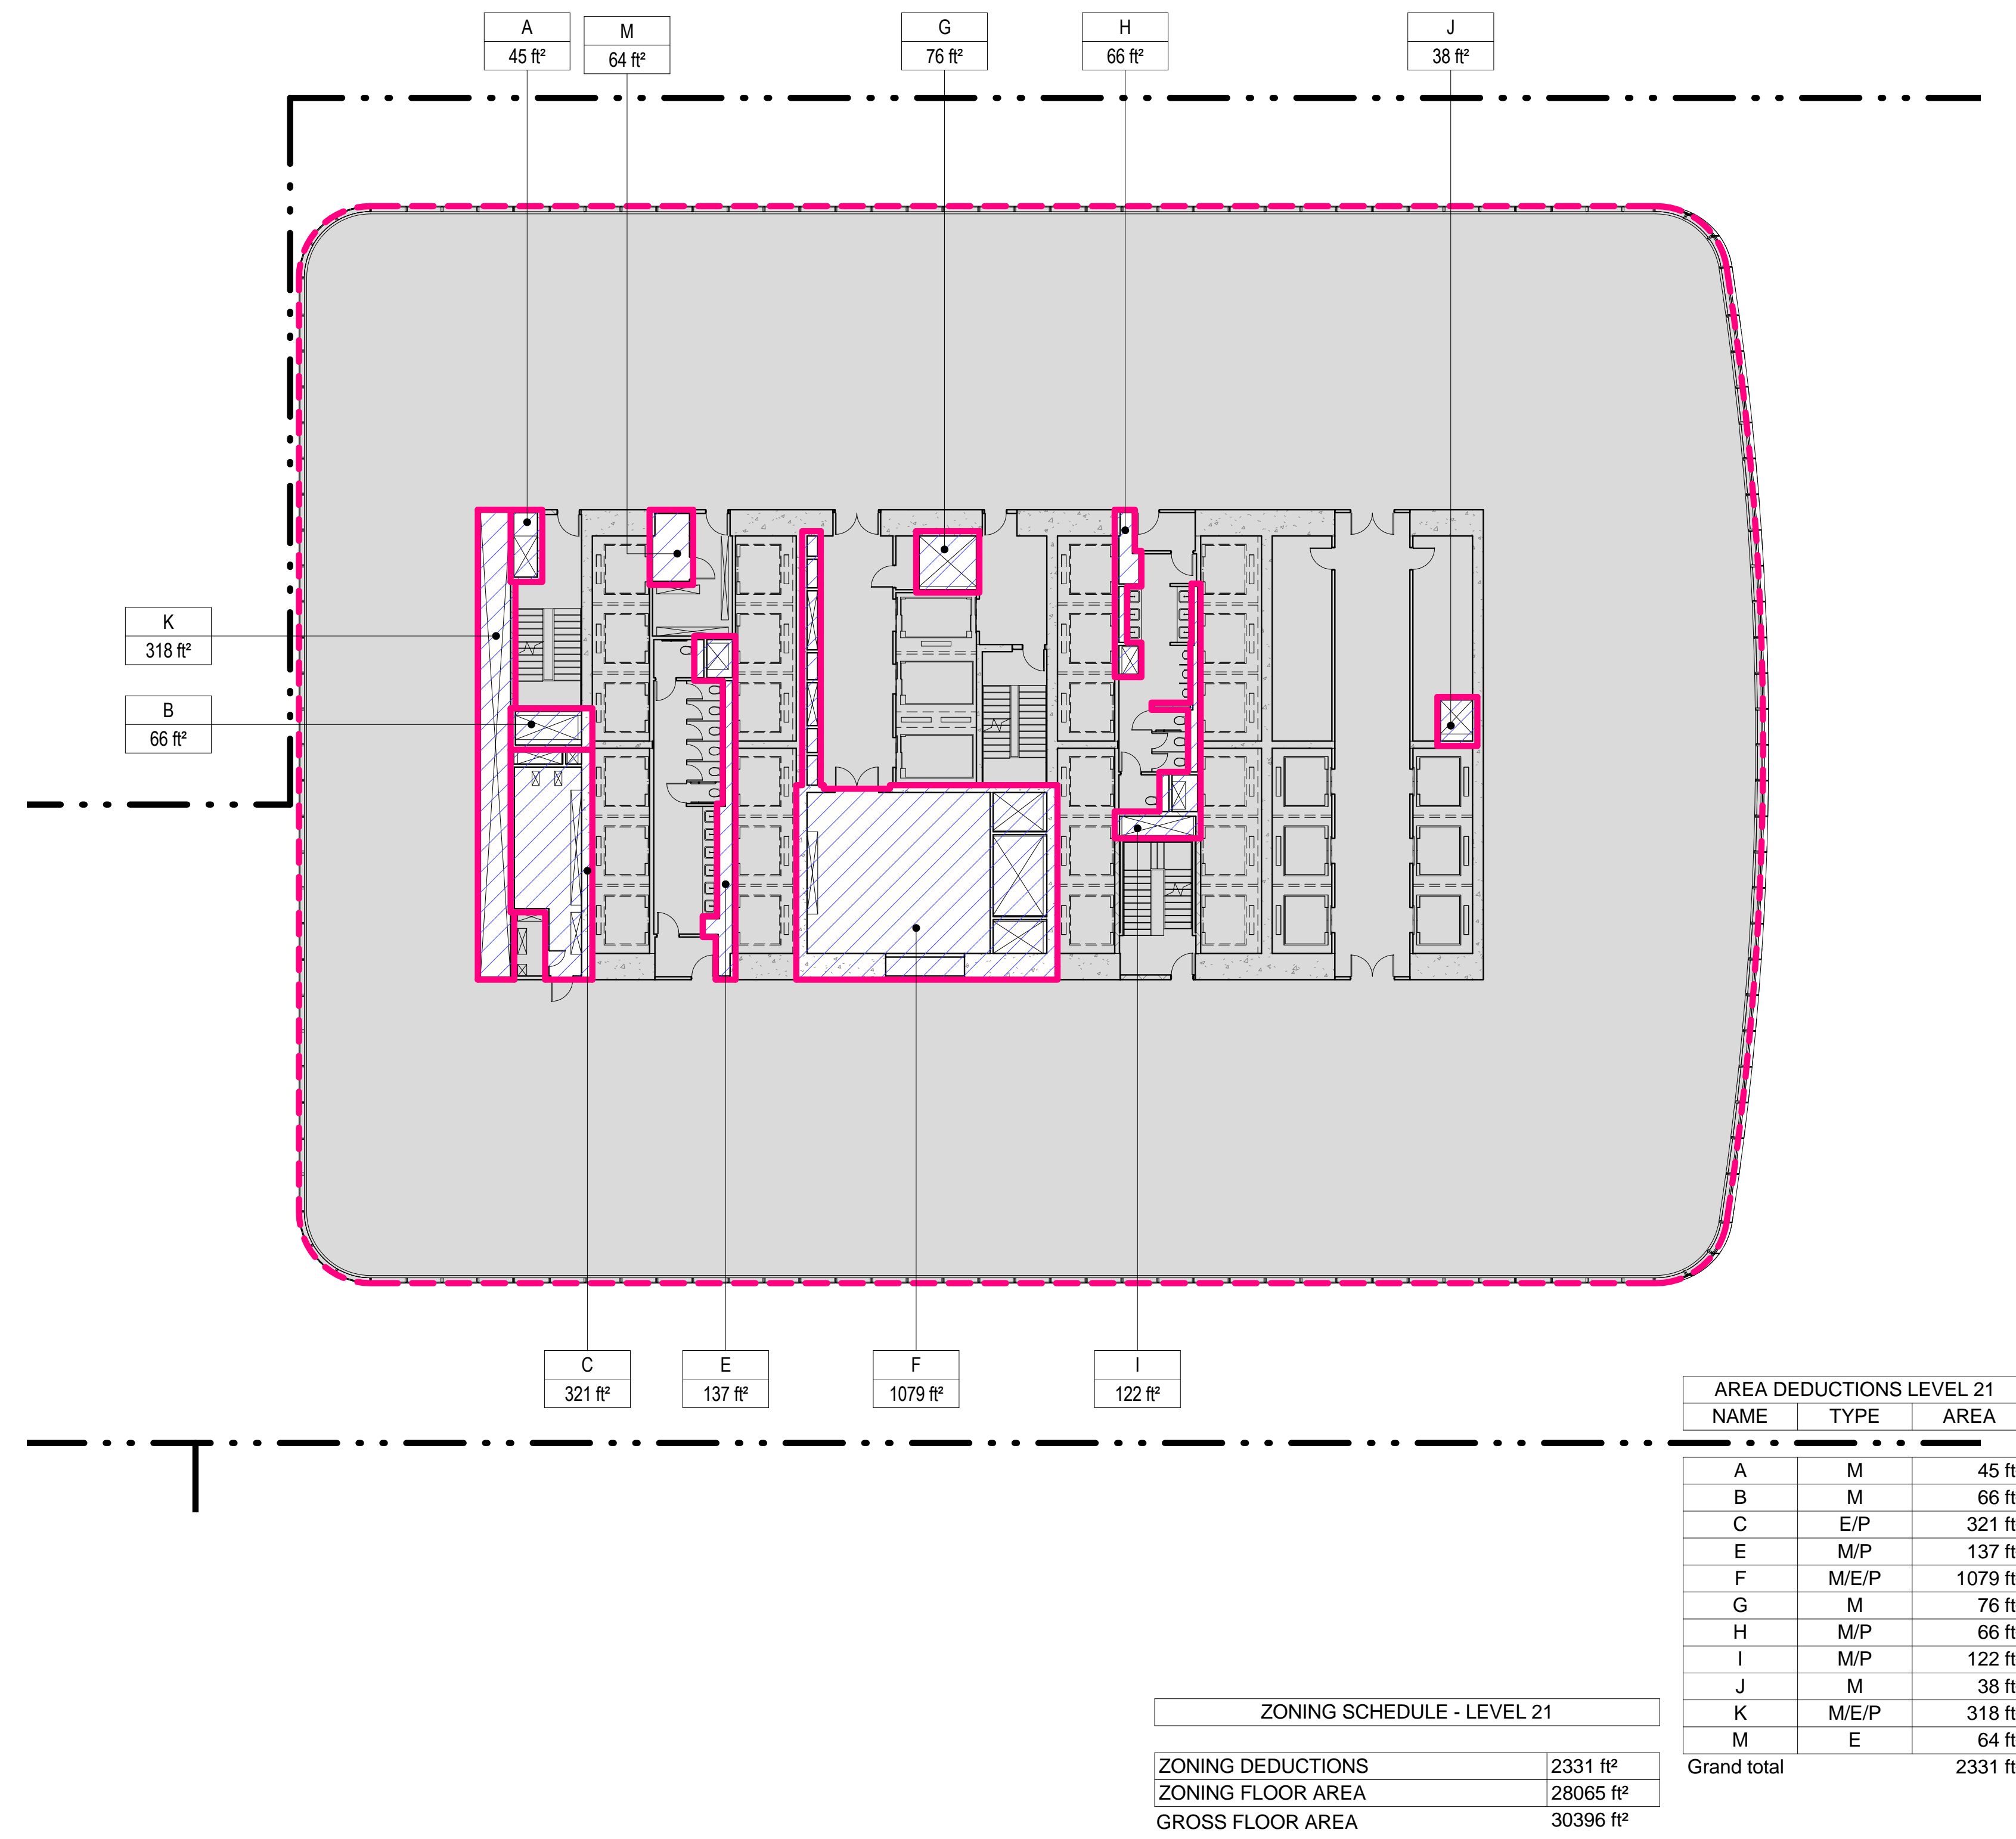 A
45 ft²
M
64 ft²
G
76 ft²
H
66 ft²
J
38 ft²
K
318 ft²
B
66 ft²
C
321 ft²
E
137 ft²
F
1079 ft²
I
122 ft²
AREA DEDUCTIONS LEVEL 21
NAME TYPE AREA
A M 45 ft
B M 66 ft
C E/P 321 ft
E M/P 137 ft
F M/E/P 1079 ft
G M 76 ft
H M/P 66 ft
I M/P 122 ft
J M 38 ft
K M/E/P 318 ft
M E 64 ft
Grand total 2331 ft
ZONING SCHEDULE - LEVEL 21
ZONING DEDUCTIONS 2331 ft²
ZONING FLOOR AREA 28065 ft²
GROSS FLOOR AREA 30396 ft²